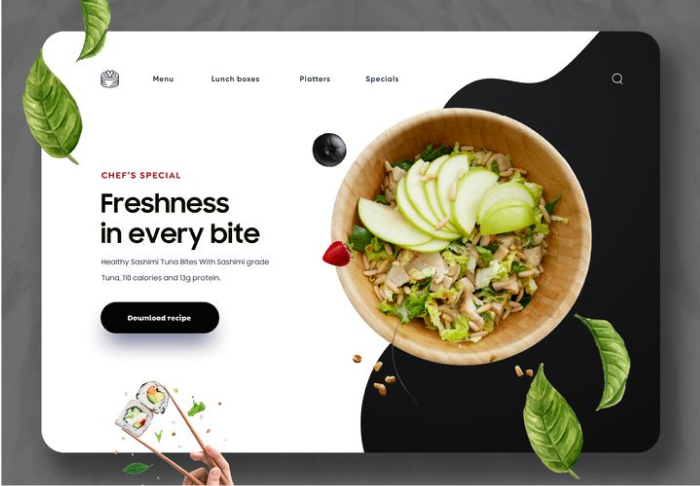 Menu
Lunch boxes
Platters
Specials
CHEF'S SPECIAL
Freshness
in every bite
Healthy Sashimi Tuna Bites With Sashimi grade
Tuna, 110 calories and 13g protein.
Download recipe